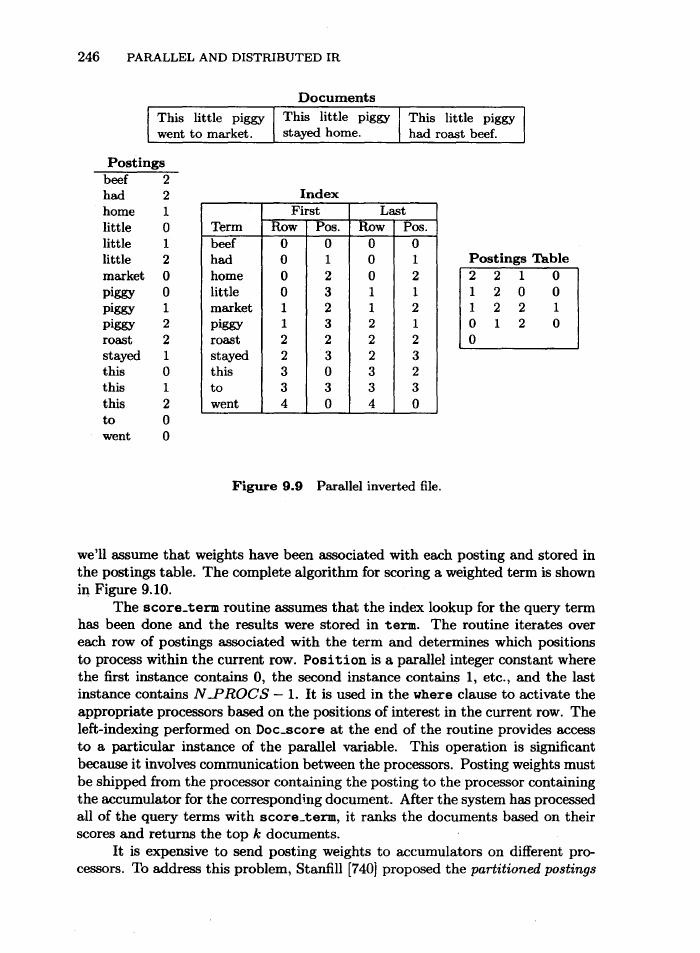 246 PARALLEL AND DISTRIBUTED IR
Documents
This little piggy This little piggy This little piggy
went to market. stayed home. had roast beef.
Postings
beef 2
had 2
home 1
little 0
little 1
little 2
market 0
piggy 0
piggy 1
piggy 2
roast 2
stayed 1
this 0
this 1
this 2
to 0
went 0
Index
First Last
Term Row Pos. Row Pos.
beef 0 0 0 0
had 0 1 0 1
home 0 2 0 2
little 0 3 1 1
market 1 2 1 2
piggy 1 3 2 1
roast 2 2 2 2
stayed 2 3 2 3
this 3 0 3 2
to 3 3 3 3
went 4 0 4 0
Postings Table
2 2 1 0
1 2 0 0
1 2 2 1
0 1 2 0
0
Figure 9.9 Parallel inverted file.
we'll assume that weights have been associated with each posting and stored in
the postings table. The complete algorithm for scoring a weighted term is shown
in Figure 9.10.
The score_term routine assumes that the index lookup for the query term
has been done and the results were stored in term. The routine iterates over
each row of postings associated with the term and determines which positions
to process within the current row. Position is a parallel integer constant where
the first instance contains 0, the second instance contains 1, etc., and the last
instance contains N_PROCS − 1. It is used in the where clause to activate the
appropriate processors based on the positions of interest in the current row. The
left-indexing performed on Doc_score at the end of the routine provides access
to a particular instance of the parallel variable. This operation is significant
because it involves communication between the processors. Posting weights must
be shipped from the processor containing the posting to the processor containing
the accumulator for the corresponding document. After the system has processed
all of the query terms with score_term, it ranks the documents based on their
scores and returns the top k documents.
It is expensive to send posting weights to accumulators on different pro-
cessors. To address this problem, Stanfill [740] proposed the partitioned postings